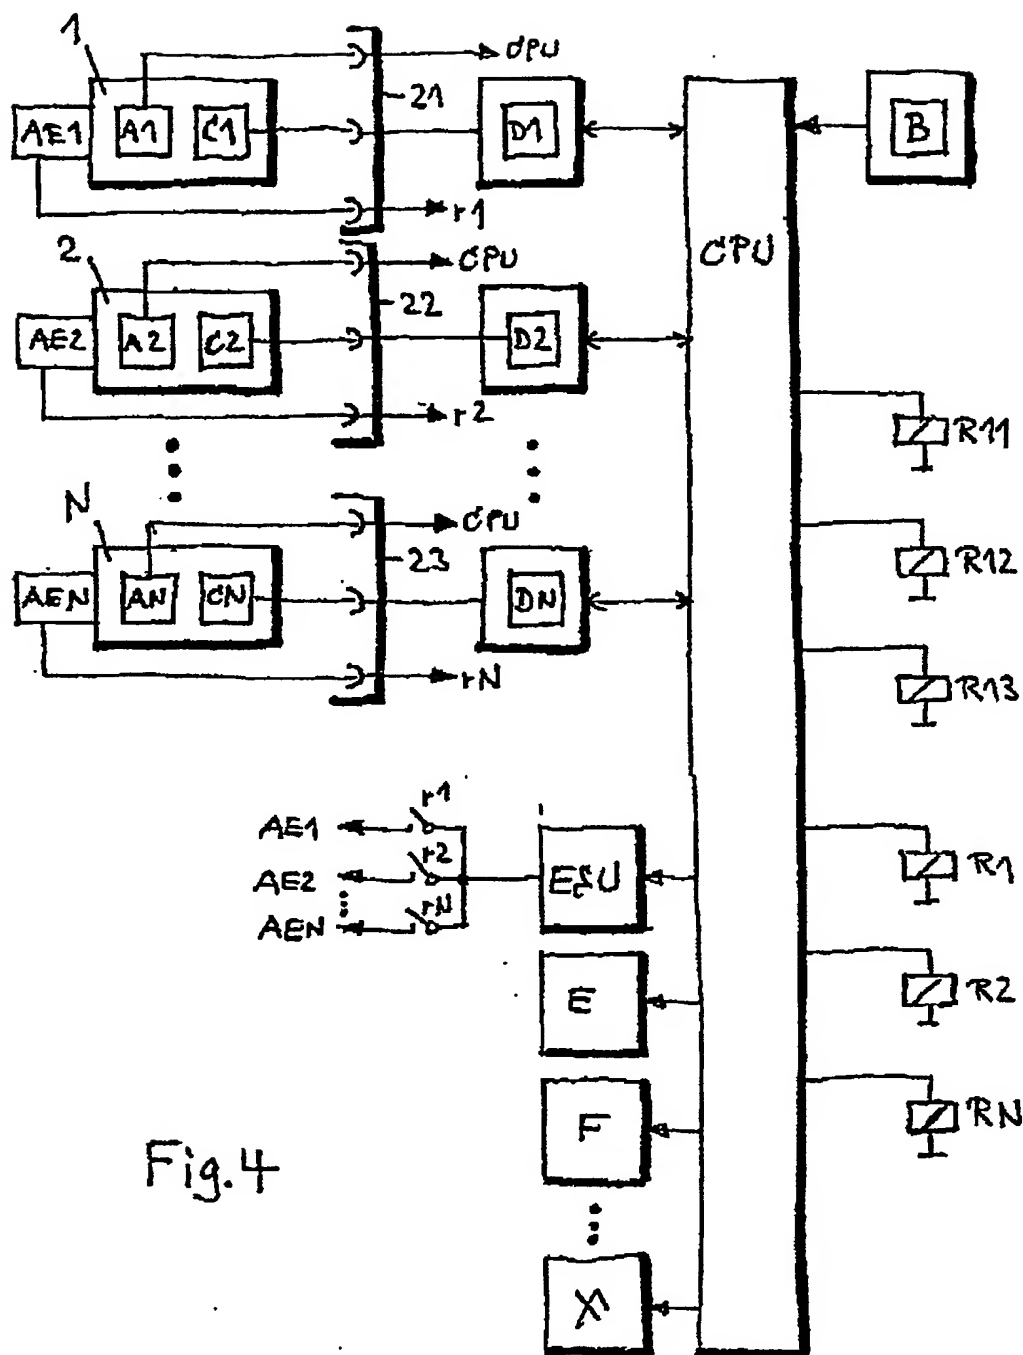 1
CPU
AE1
A1
C1
21
D1
B
r1
2
CPU
CPU
AE2
A2
C2
22
D2
r2
R11
N
CPU
AEN
AN
CN
23
DN
R12
rN
R13
AE1
r1
AE2
r2
AEN
rN
R1
E
R2
F
RN
Fig.4
X